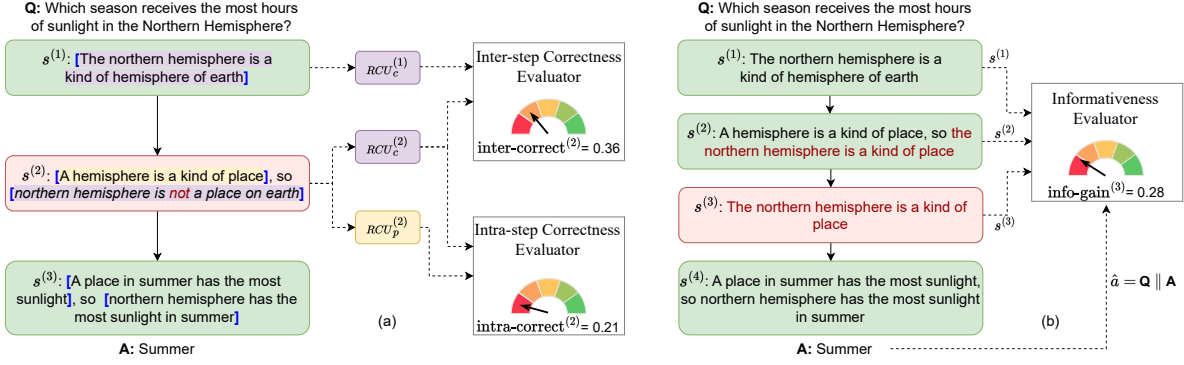 Q: Which season receives the most hours
of sunlight in the Northern Hemisphere?
s^(1): [The northern hemisphere is a
kind of hemisphere of earth]
s^(2): [A hemisphere is a kind of place], so
[northern hemisphere is not a place on earth]
s^(3): [A place in summer has the most
sunlight], so [northern hemisphere has the
most sunlight in summer]
A: Summer
RCU_c^(1)
RCU_c^(2)
RCU_p^(2)
Inter-step Correctness
Evaluator
inter-correct^(2) = 0.36
Intra-step Correctness
Evaluator
intra-correct^(2) = 0.21
(a)
Q: Which season receives the most hours
of sunlight in the Northern Hemisphere?
s^(1): The northern hemisphere is a
kind of hemisphere of earth
s^(2): A hemisphere is a kind of place, so the
northern hemisphere is a kind of place
s^(3): The northern hemisphere is a kind of
place
s^(4): A place in summer has the most sunlight,
so northern hemisphere has the most sunlight
in summer
A: Summer
s^(1)
s^(2)
s^(3)
Informativeness
Evaluator
info-gain^(3) = 0.28
â = Q ∥ A
(b)